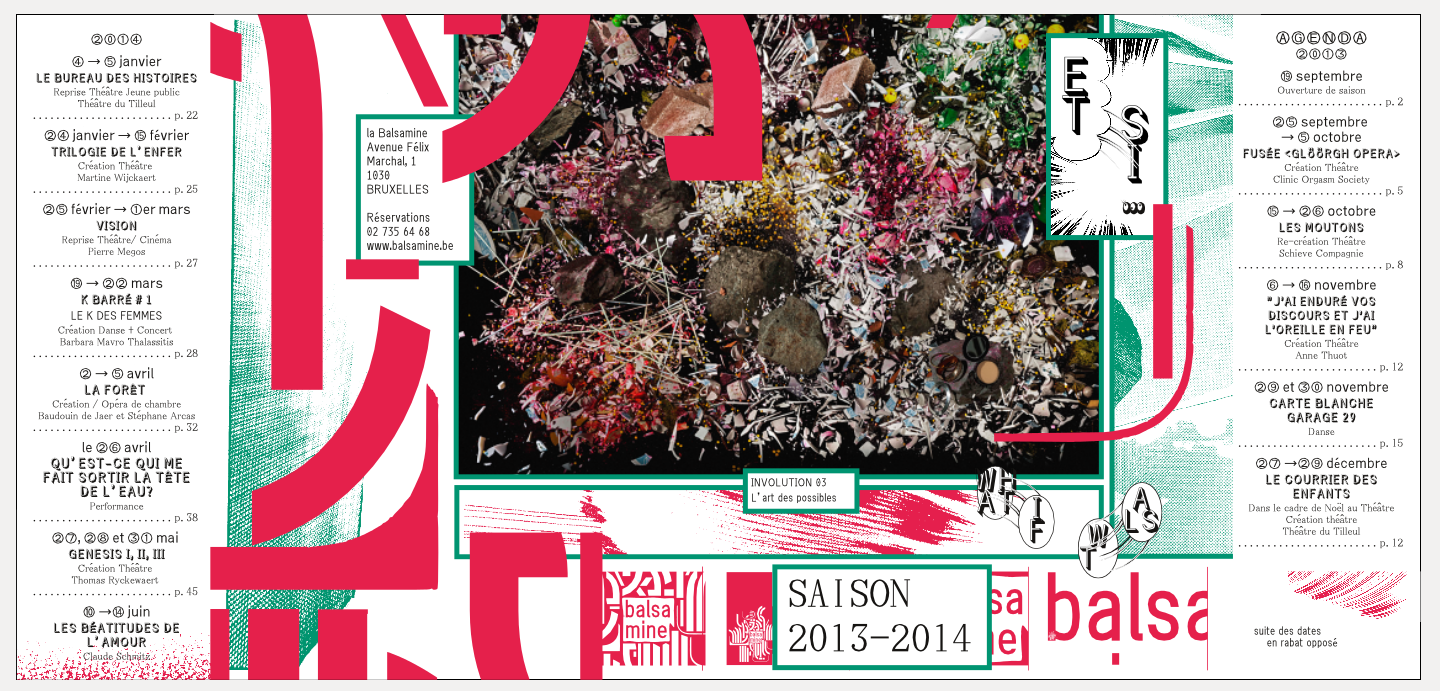 ②⓪①④
④ → ⑤ janvier
LE BUREAU DES HISTOIRES
Reprise Théâtre Jeune public
Théâtre du Tilleul
p. 22
②④ janvier → ⑮ février
TRILOGIE DE L'ENFER
Création Théâtre
Martine Wijckaert
p. 25
②⑤ février → ①er mars
VISION
Reprise Théâtre/ Cinéma
Pierre Megos
p. 27
⑲ → ②② mars
K BARRÉ # 1
LE K DES FEMMES
Création Danse + Concert
Barbara Mavro Thalassitis
p. 28
② → ⑤ avril
LA FORÊT
Création / Opéra de chambre
Baudouin de Jaer et Stéphane Arcas
p. 32
le ②⑥ avril
QU'EST-CE QUI ME
FAIT SORTIR LA TÊTE
DE L'EAU?
Performance
p. 38
②⑦, ②⑧ et ③① mai
GENESIS I, II, III
Création Théâtre
Thomas Ryckewaert
p. 45
⑩ →⑭ juin
LES BÉATITUDES DE
L'AMOUR
Claude Schmitz
la Balsamine
Avenue Félix
Marchal, 1
1030
BRUXELLES
Réservations
02 735 64 68
www.balsamine.be
ET
SI
...
INVOLUTION 03
L'art des possibles
WHAT
IF
WT
ALS
balsa
mine
SAISON
2013-2014
sa
ne
balsa
ⒶⒼⒺⓃⒹⒶ
②⓪①③
⑲ septembre
Ouverture de saison
p. 2
②⑤ septembre
→ ⑤ octobre
FUSÉE <GLÖÖRGH OPERA>
Création Théâtre
Clinic Orgasm Society
p. 5
⑮ → ②⑥ octobre
LES MOUTONS
Re-création Théâtre
Schieve Compagnie
p. 8
⑥ → ⑯ novembre
"J'AI ENDURÉ VOS
DISCOURS ET J'AI
L'OREILLE EN FEU"
Création Théâtre
Anne Thuot
p. 12
②⑨ et ③⓪ novembre
CARTE BLANCHE
GARAGE 29
Danse
p. 15
②⑦ →②⑨ décembre
LE COURRIER DES
ENFANTS
Dans le cadre de Noël au Théâtre
Création théâtre
Théâtre du Tilleul
p. 12
suite des dates
en rabat opposé